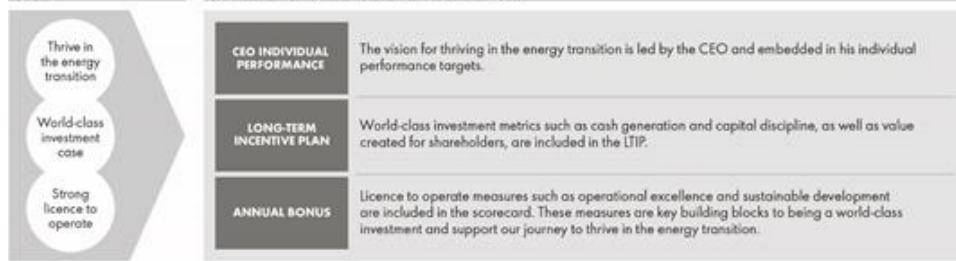 Thrive in
the energy
transition
World-class
investment
case
Strong
licence to
operate
CEO INDIVIDUAL
PERFORMANCE
The vision for thriving in the energy transition is led by the CEO and embedded in his individual
performance targets.
LONG-TERM
INCENTIVE PLAN
World-class investment metrics such as cash generation and capital discipline, as well as value
created for shareholders, are included in the LTIP.
ANNUAL BONUS
Licence to operate measures such as operational excellence and sustainable development
are included in the scorecard. These measures are key building blocks to being a world-class
investment and support our journey to thrive in the energy transition.